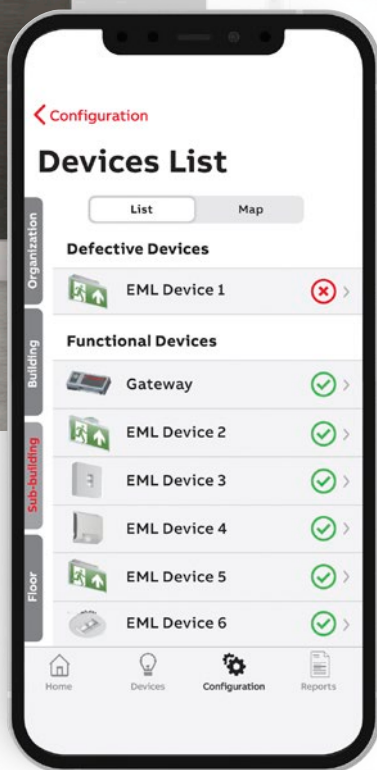 Configuration
Devices List
List Map
Organization
Building
Sub-building
Floor
Defective Devices
EML Device 1
Functional Devices
Gateway
EML Device 2
EML Device 3
EML Device 4
EML Device 5
EML Device 6
Home Devices Configuration Reports